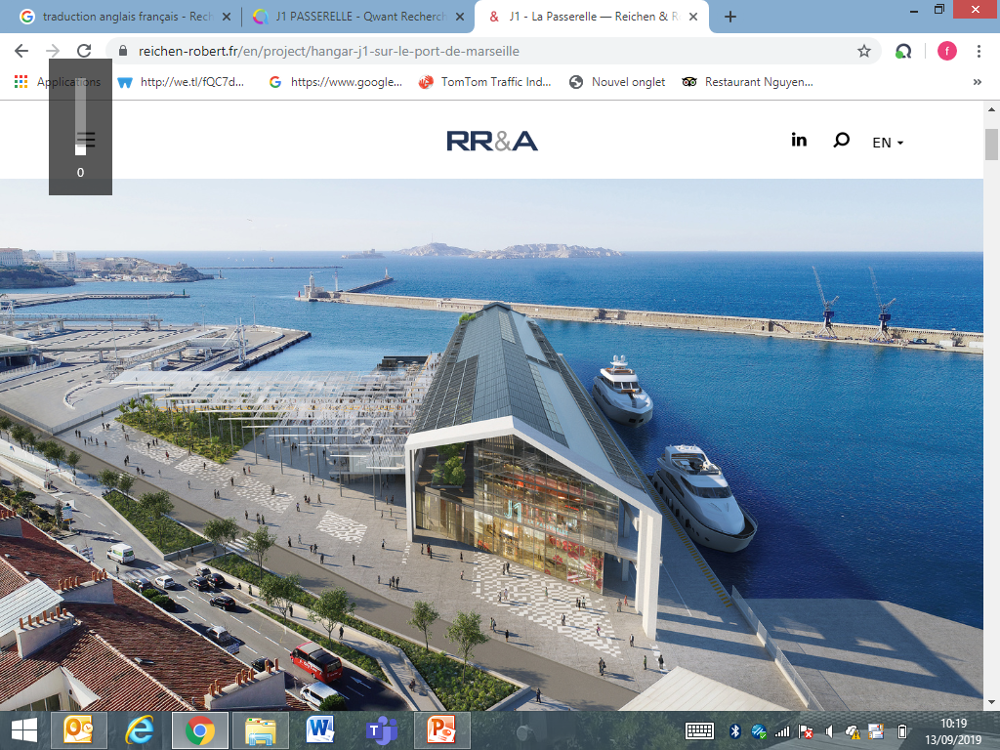 traduction anglais français - Rech
J1 PASSERELLE - Qwant Recherch
J1 - La Passerelle — Reichen & R
reichen-robert.fr/en/project/hangar-j1-sur-le-port-de-marseille
Applications
http://we.tl/fQC7d...
https://www.google...
TomTom Traffic Ind...
Nouvel onglet
Restaurant Nguyen...
»
f
RR&A
in
EN
0
J1
10:19
13/09/2019